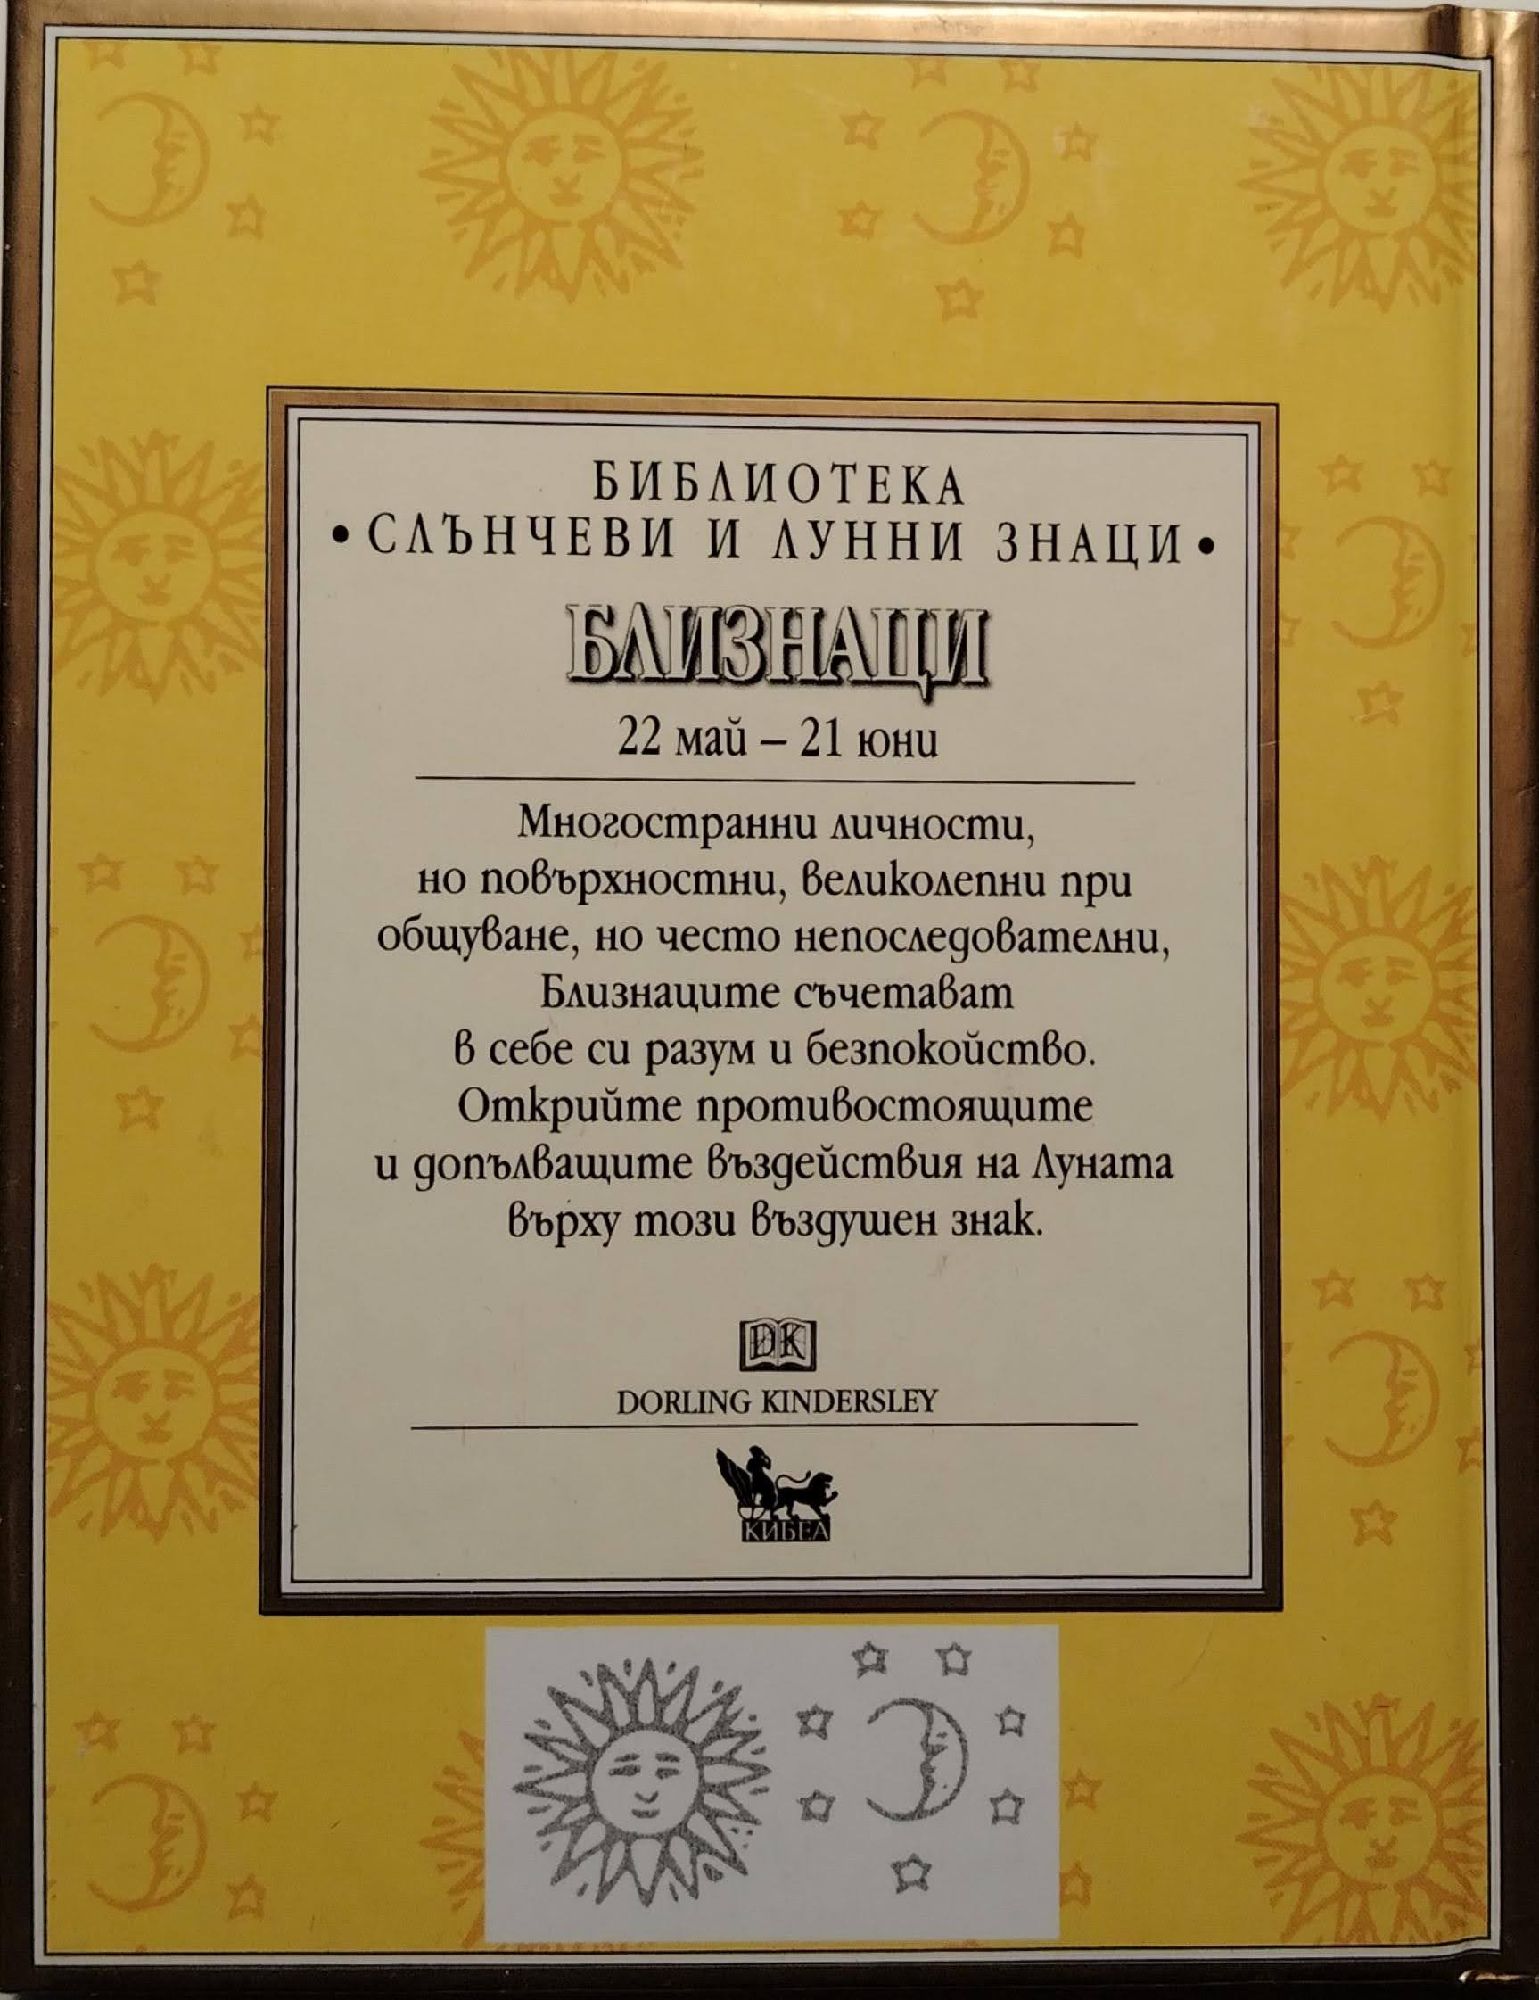 БИБЛИОТЕКА
• СЛЪНЧЕВИ И ЛУННИ ЗНАЦИ •
БЛИЗНАЦИ
22 май – 21 юни
Многостранни личности,
но повърхностни, великолепни при
общуване, но често непоследователни,
Близнаците съчетават
в себе си разум и безпокойство.
Открийте противостоящите
и допълващите въздействия на Луната
върху този въздушен знак.
DK
DORLING KINDERSLEY
КИБЕЛА